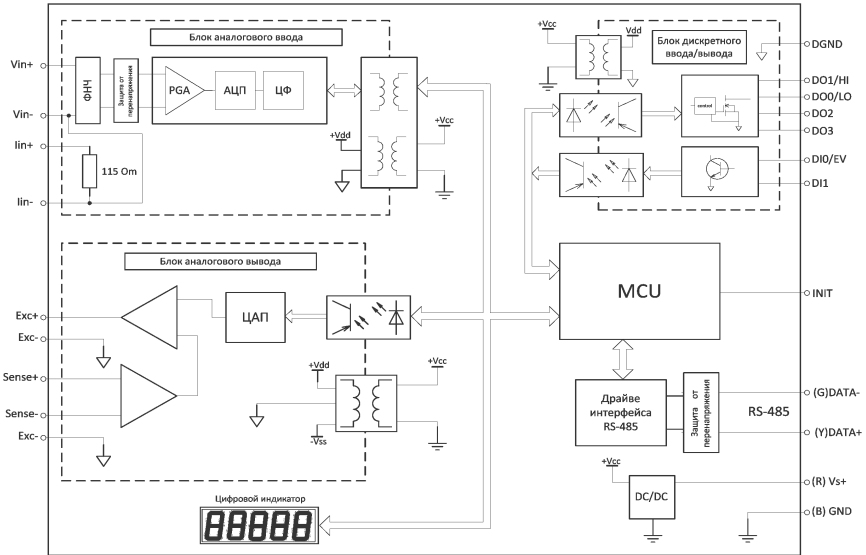 Блок аналогового ввода
Vin+
Vin-
Iin+
Iin-
ФНЧ
Защита от
перенапряжения
PGA
АЦП
ЦФ
115 Om
+Vdd
+Vcc
+Vcc
Vdd
Блок дискретного
ввода/вывода
control
DGND
DO1/HI
DO0/LO
DO2
DO3
DI0/EV
DI1
Блок аналогового вывода
Exc+
Exc-
Sense+
Sense-
Exc-
ЦАП
+Vdd
-Vss
+Vcc
MCU
INIT
Драйве
интерфейса
RS-485
Защита от
перенапряжения
RS-485
(G)DATA-
(Y)DATA+
+Vcc
DC/DC
(R) Vs+
(B) GND
Цифровой индикатор
88888